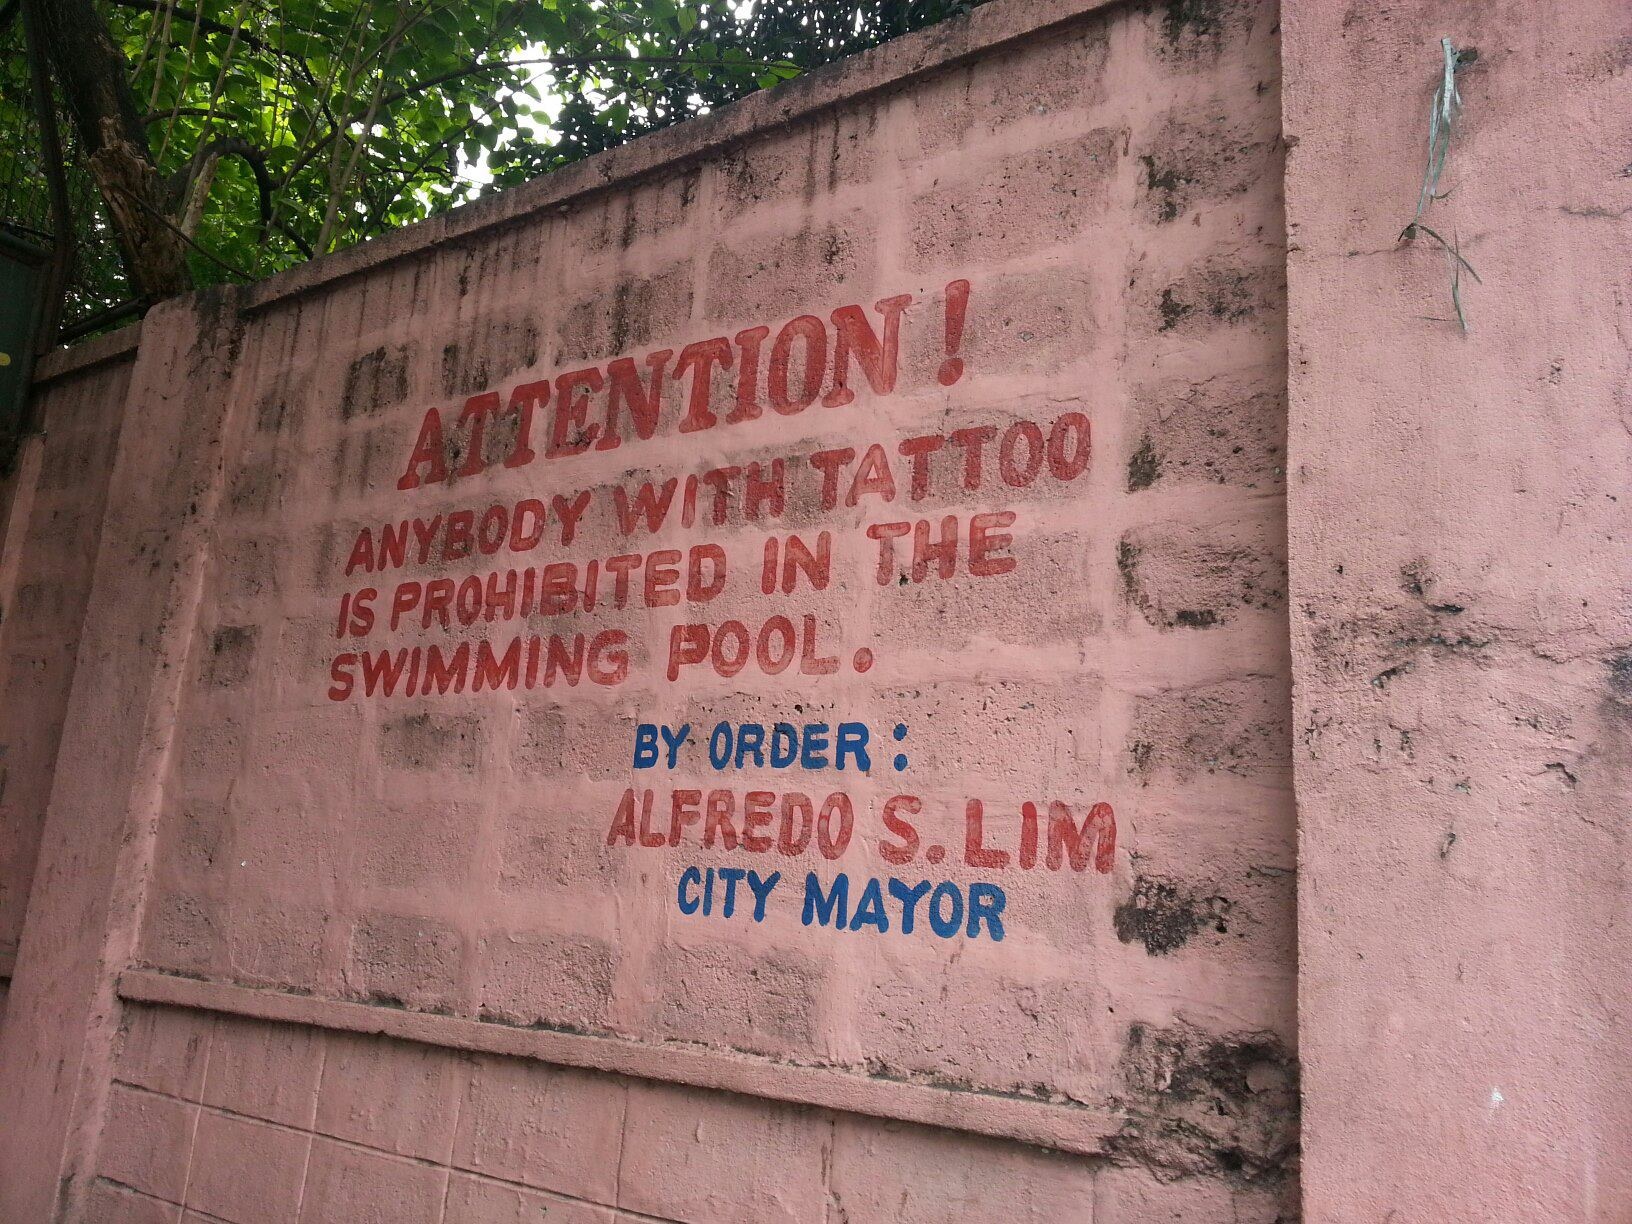 ATTENTION!
ANYBODY WITH TATTOO
IS PROHIBITED IN THE
SWIMMING POOL.
BY ORDER:
ALFREDO S. LIM
CITY MAYOR